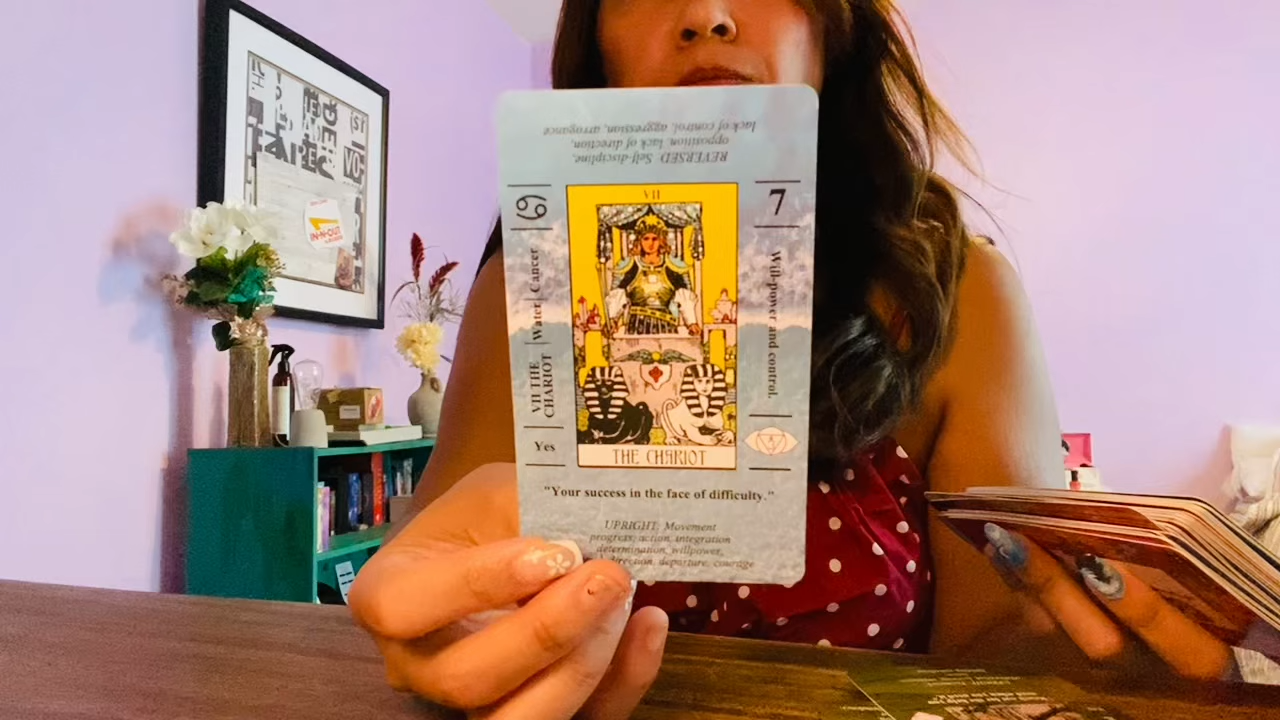 REVERSED Self-discipline,
opposition, lack of direction,
lack of control, aggression, arrogance
VII
7
Cancer
Water
VII THE
CHARIOT
Yes
Will-power and control.
THE CHARIOT
"Your success in the face of difficulty."
UPRIGHT: Movement
progress, action, integration
determination, willpower,
direction, departure, courage
IN-N-OUT